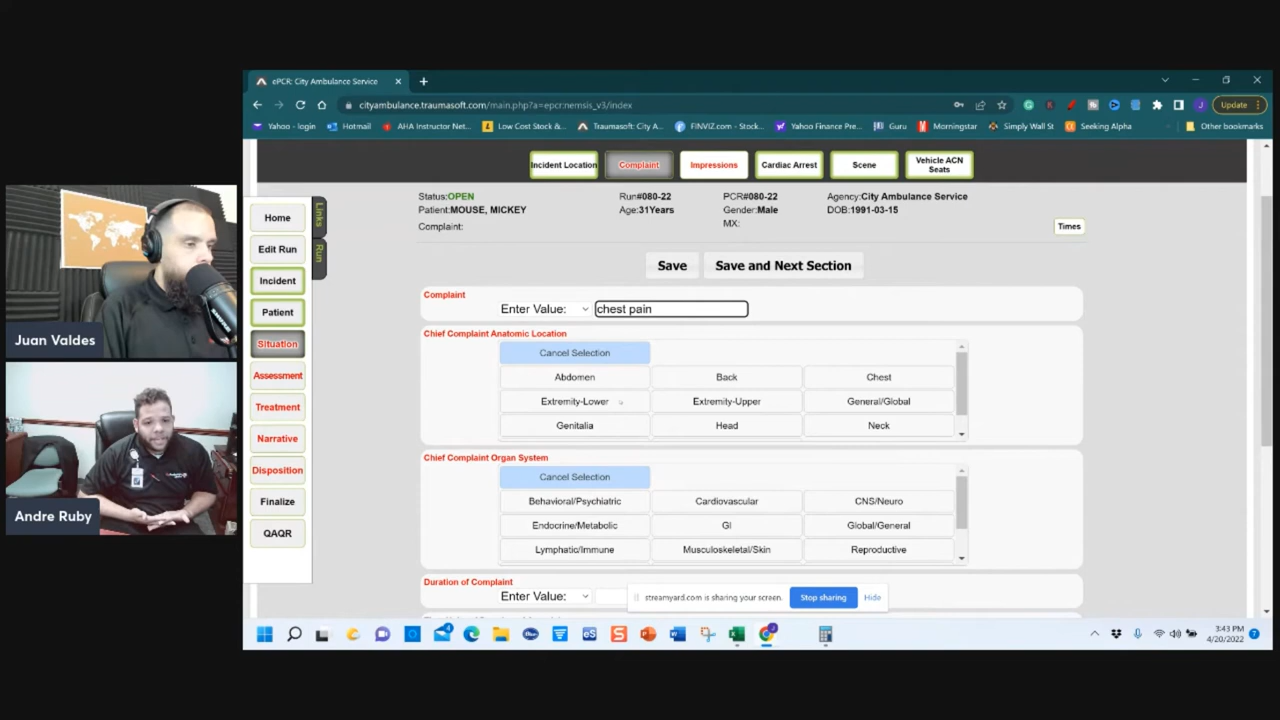 ePCR: City Ambulance Service
cityambulance.traumasoft.com/main.php?a=epcr:nemsis_v3/index
Update
Yahoo - login
Hotmail
AHA Instructor Net...
Low Cost Stock &...
Traumasoft: City A...
FINVIZ.com - Stock...
Yahoo Finance Pre...
Guru
Morningstar
Simply Wall St
Seeking Alpha
Other bookmarks
Incident Location
Complaint
Impressions
Cardiac Arrest
Scene
Vehicle ACN
Seats
Status:OPEN
Run#080-22
PCR#080-22
Agency:City Ambulance Service
Patient:MOUSE, MICKEY
Age:31Years
Gender:Male
DOB:1991-03-15
Complaint:
MX:
Times
Links
Run
Home
Edit Run
Incident
Patient
Situation
Assessment
Treatment
Narrative
Disposition
Finalize
QAQR
Save
Save and Next Section
Complaint
Enter Value:
chest pain
Chief Complaint Anatomic Location
Cancel Selection
Abdomen
Back
Chest
Extremity-Lower
Extremity-Upper
General/Global
Genitalia
Head
Neck
Chief Complaint Organ System
Cancel Selection
Behavioral/Psychiatric
Cardiovascular
CNS/Neuro
Endocrine/Metabolic
GI
Global/General
Lymphatic/Immune
Musculoskeletal/Skin
Reproductive
Duration of Complaint
Enter Value:
streamyard.com is sharing your screen.
Stop sharing
Hide
3:43 PM
4/20/2022
Juan Valdes
Andre Ruby